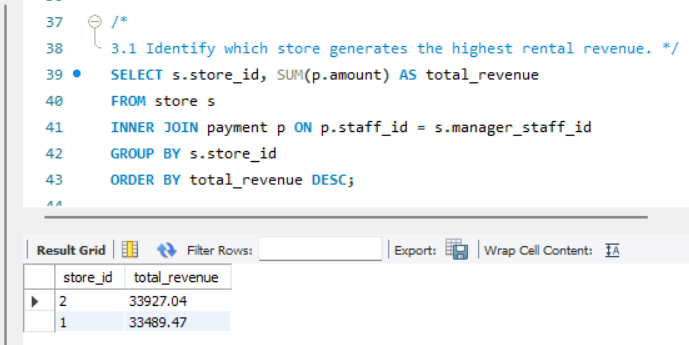 37 /*
38 3.1 Identify which store generates the highest rental revenue. */
39 SELECT s.store_id, SUM(p.amount) AS total_revenue
40 FROM store s
41 INNER JOIN payment p ON p.staff_id = s.manager_staff_id
42 GROUP BY s.store_id
43 ORDER BY total_revenue DESC;
Result Grid Filter Rows: Export: Wrap Cell Content: IA
store_id total_revenue
2 33927.04
1 33489.47